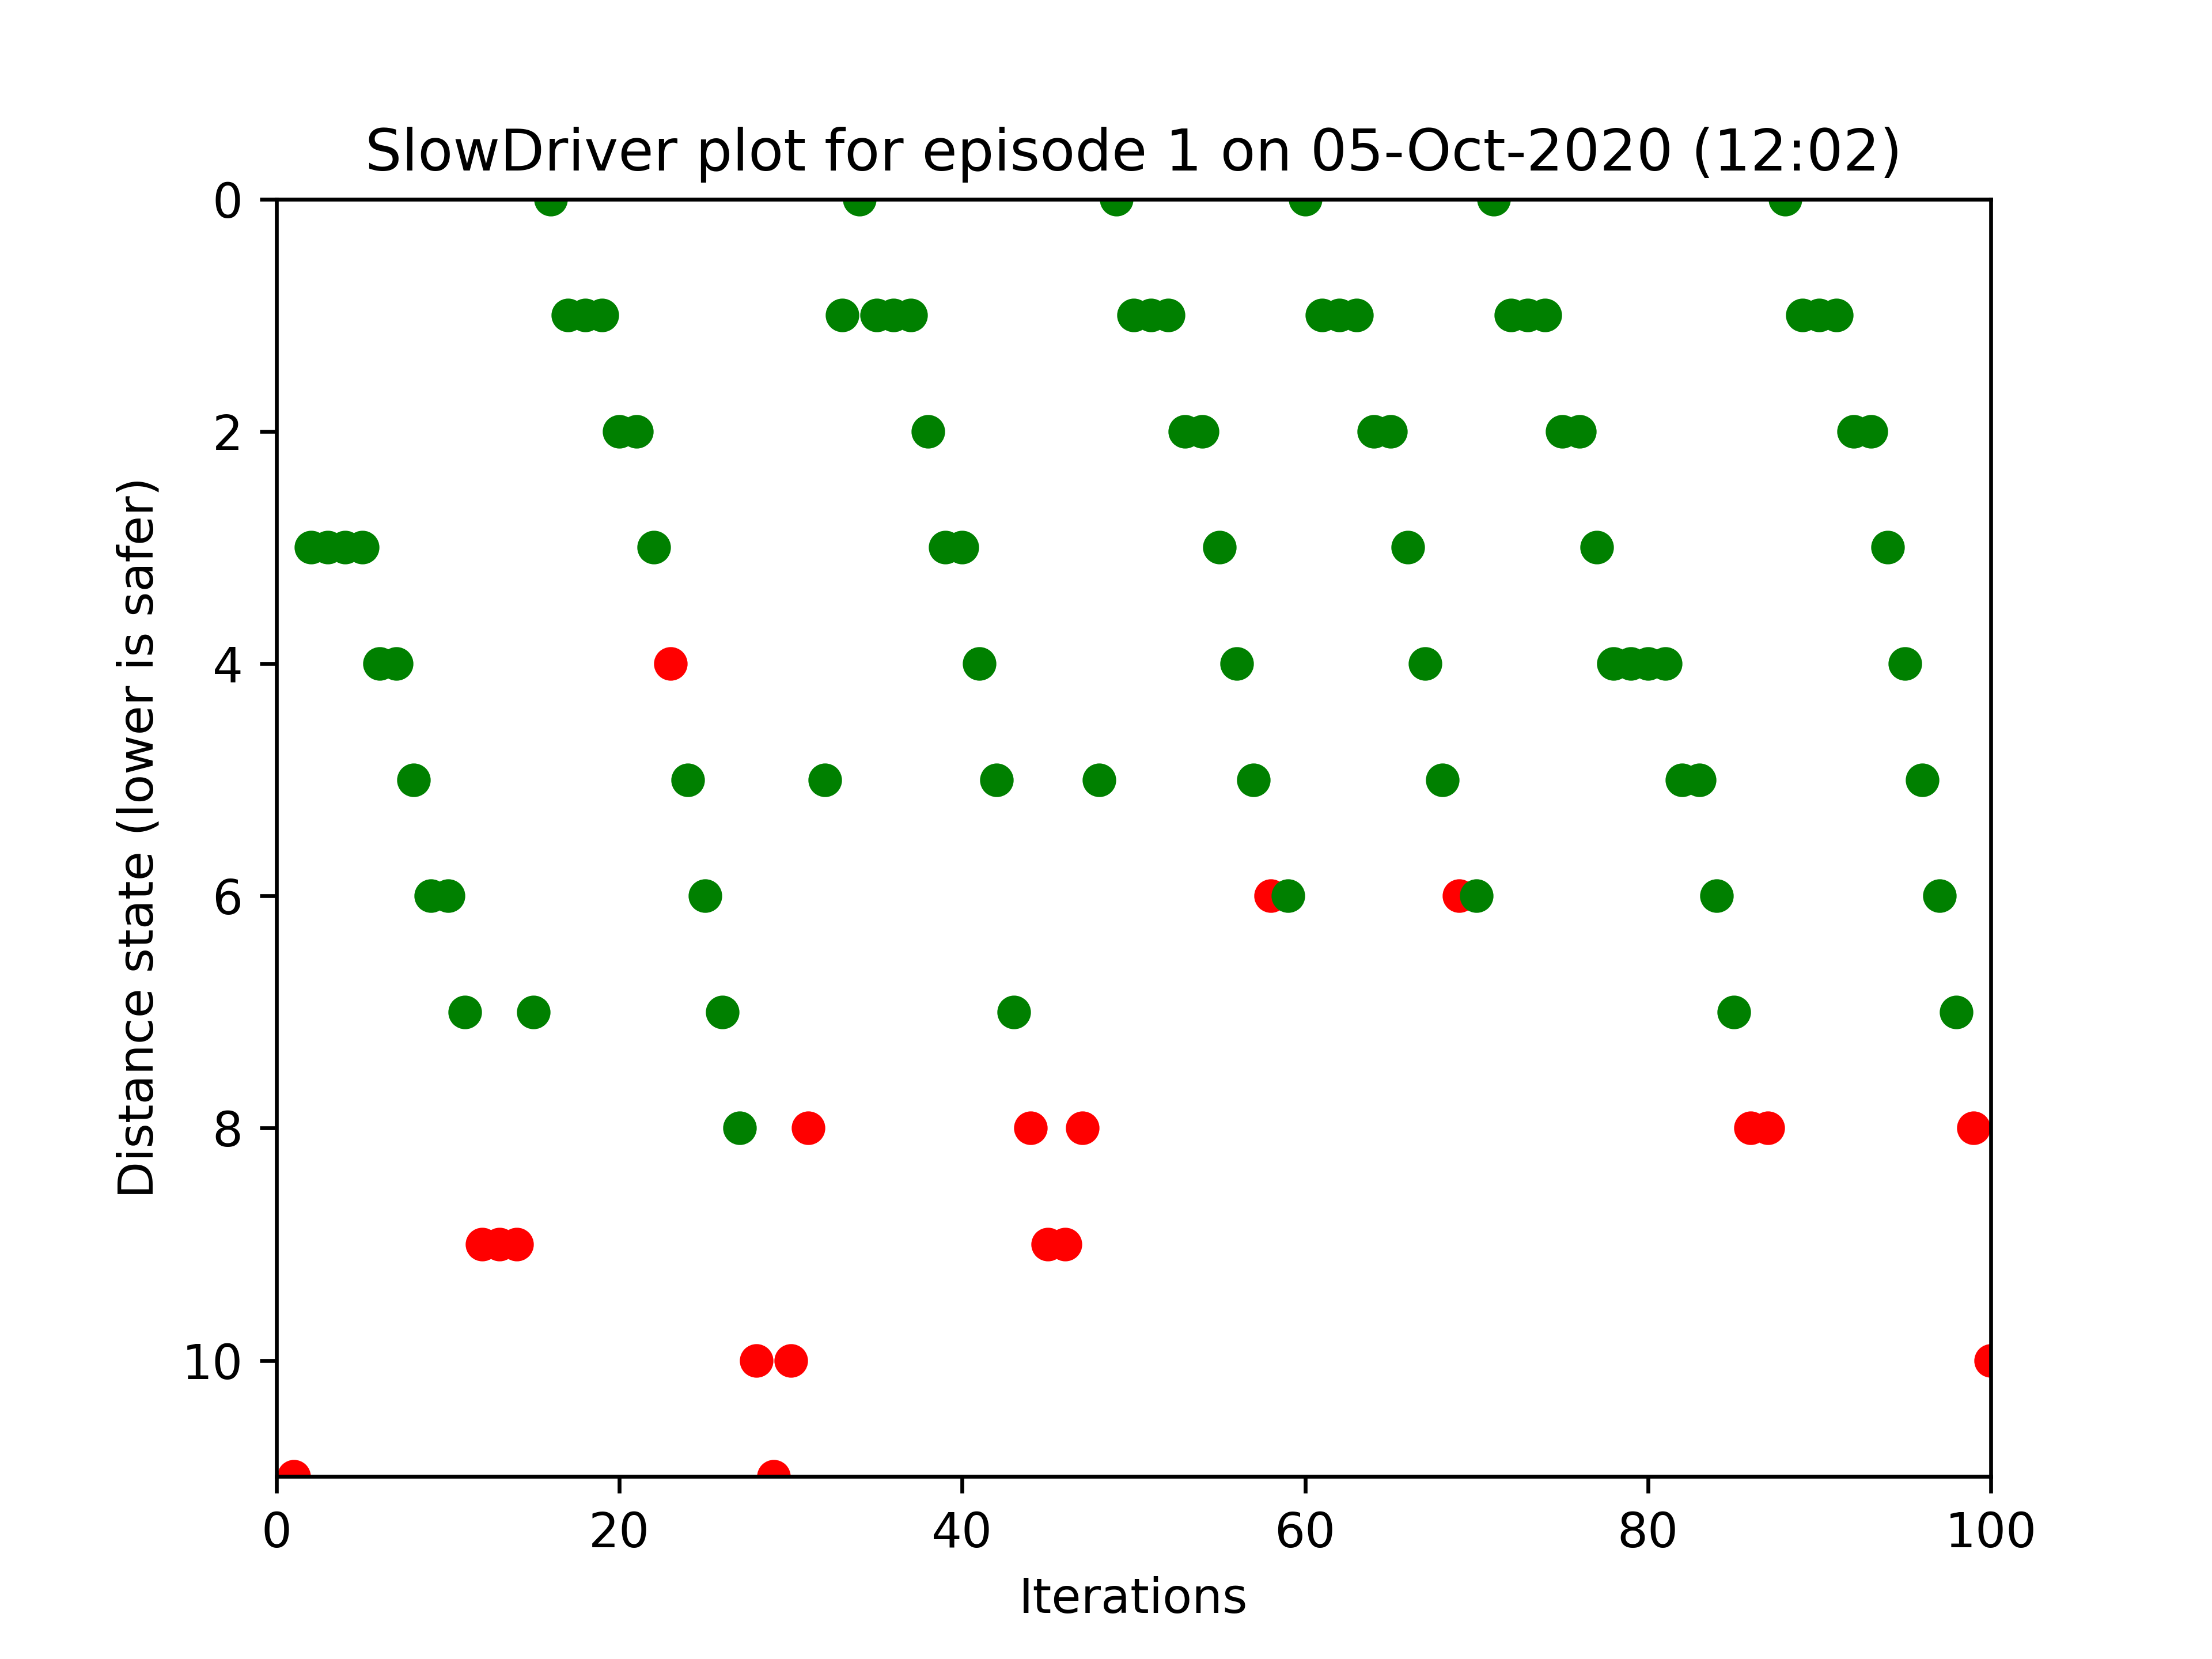 SlowDriver plot for episode 1 on 05-Oct-2020 (12:02)
0
2
4
6
8
10
Distance state (lower is safer)
0 20 40 60 80 100
Iterations